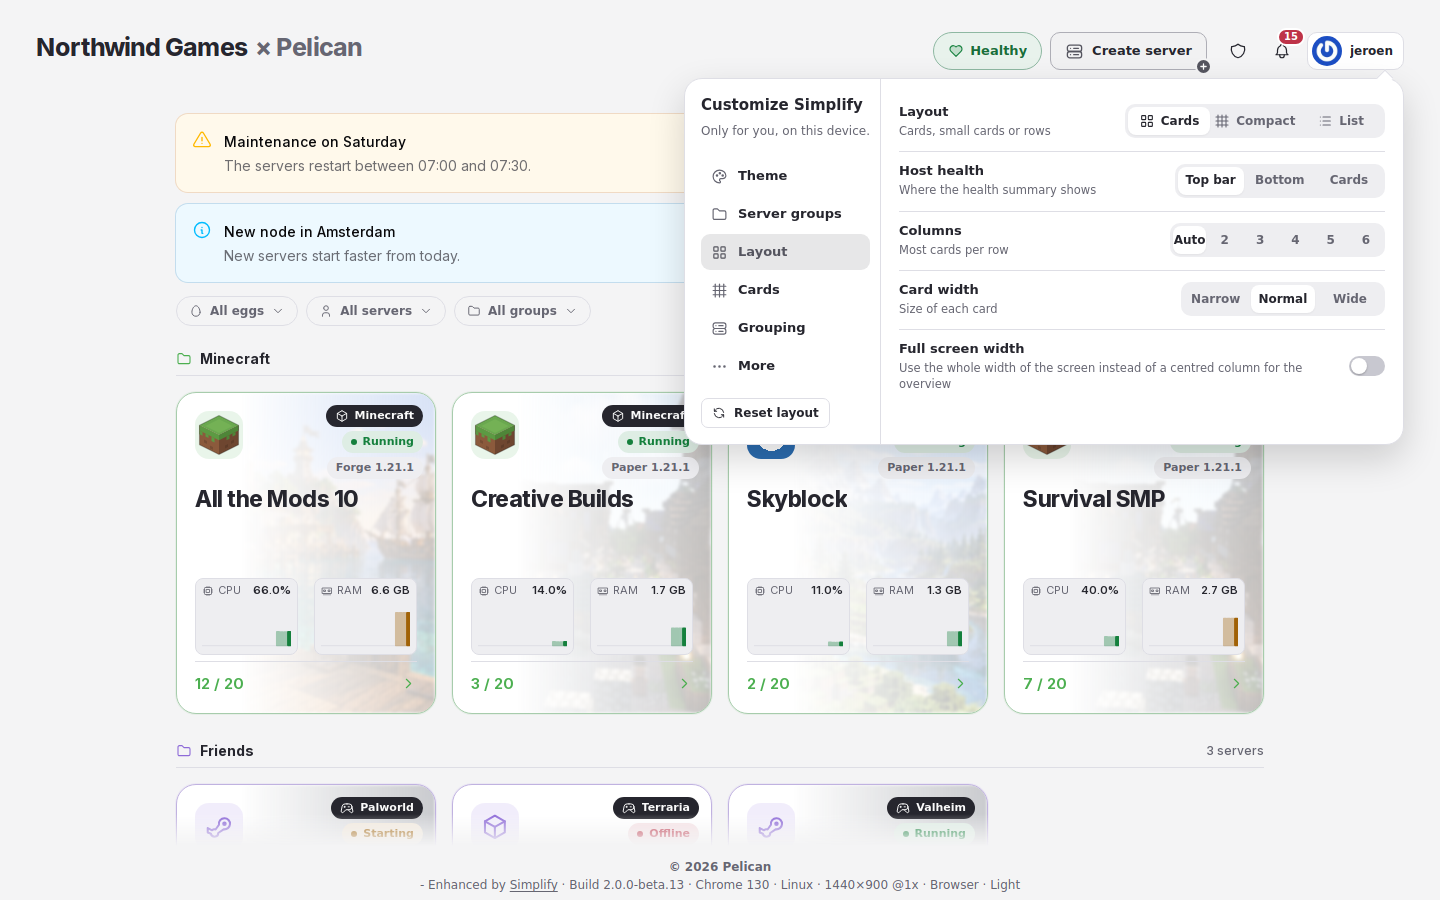 Northwind Games × Pelican
Healthy
Create server
15
jeroen
Maintenance on Saturday
The servers restart between 07:00 and 07:30.
New node in Amsterdam
New servers start faster from today.
All eggs
All servers
All groups
Customize Simplify
Only for you, on this device.
Theme
Server groups
Layout
Cards
Grouping
More
Reset layout
Layout
Cards, small cards or rows
Cards
Compact
List
Host health
Where the health summary shows
Top bar
Bottom
Cards
Columns
Most cards per row
Auto
2
3
4
5
6
Card width
Size of each card
Narrow
Normal
Wide
Full screen width
Use the whole width of the screen instead of a centred column for the
overview
Minecraft
Minecraft
Running
Forge 1.21.1
All the Mods 10
CPU 66.0%
RAM 6.6 GB
12 / 20
Minecraft
Running
Paper 1.21.1
Creative Builds
CPU 14.0%
RAM 1.7 GB
3 / 20
Paper 1.21.1
Skyblock
CPU 11.0%
RAM 1.3 GB
2 / 20
Paper 1.21.1
Survival SMP
CPU 40.0%
RAM 2.7 GB
7 / 20
Friends
3 servers
Palworld
Starting
Terraria
Offline
Valheim
Running
© 2026 Pelican
- Enhanced by Simplify · Build 2.0.0-beta.13 · Chrome 130 · Linux · 1440×900 @1x · Browser · Light